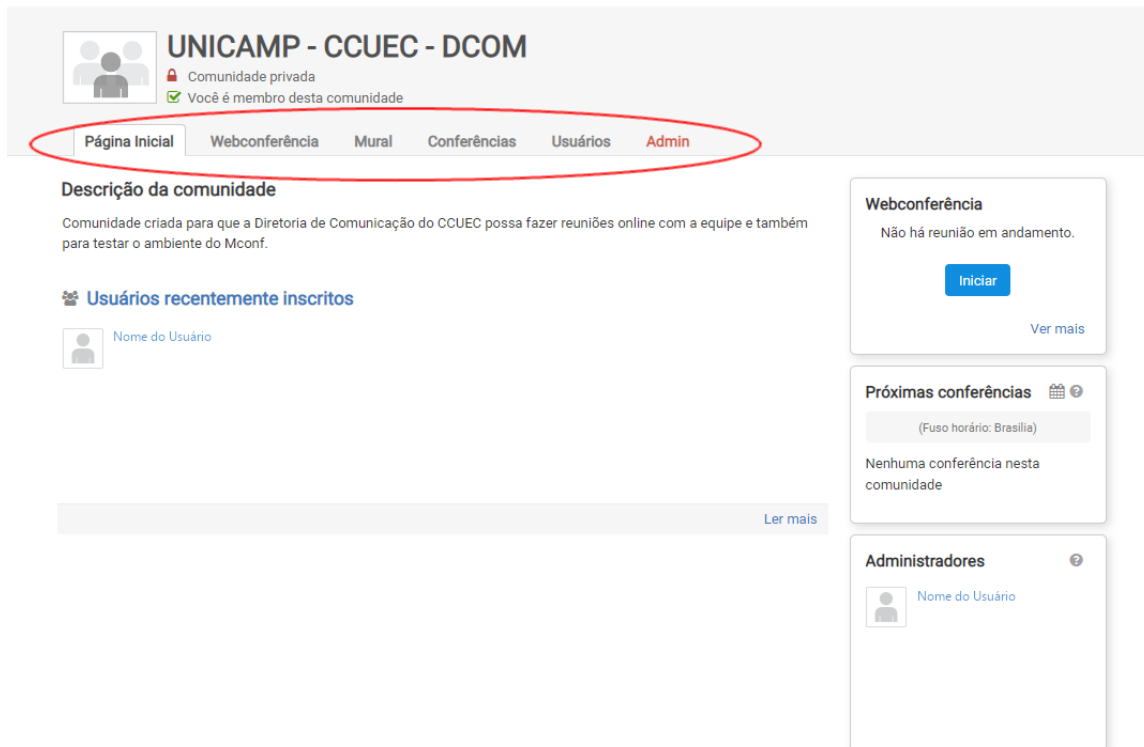 UNICAMP - CCUEC - DCOM
Comunidade privada
Você é membro desta comunidade
Página Inicial Webconferência Mural Conferências Usuários Admin
Descrição da comunidade
Comunidade criada para que a Diretoria de Comunicação do CCUEC possa fazer reuniões online com a equipe e também
para testar o ambiente do Mconf.
Usuários recentemente inscritos
Nome do Usuário
Ler mais
Webconferência
Não há reunião em andamento.
Iniciar
Ver mais
Próximas conferências
(Fuso horário: Brasilia)
Nenhuma conferência nesta
comunidade
Administradores
Nome do Usuário